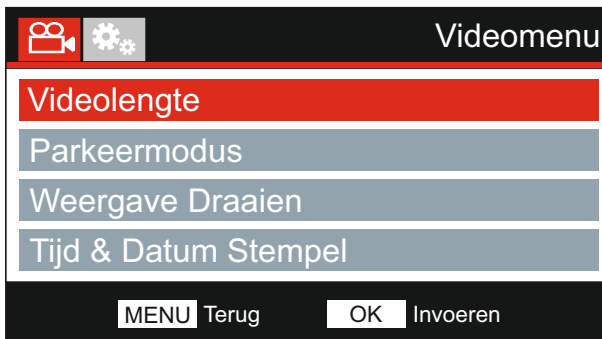 Videomenu
Videolengte
Parkeermodus
Weergave Draaien
Tijd & Datum Stempel
MENU Terug OK Invoeren